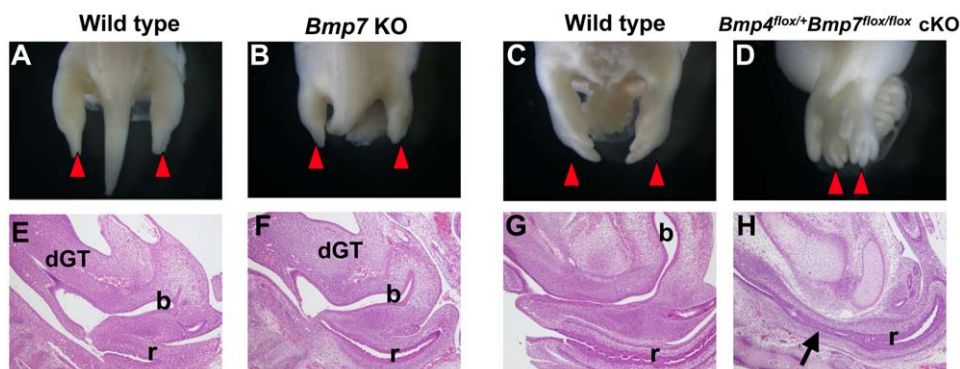 Wild type
Bmp7 KO
Wild type
Bmp4flox/+Bmp7flox/flox cKO
A
B
C
D
E
dGT
b
r
F
dGT
b
r
G
b
r
H
r